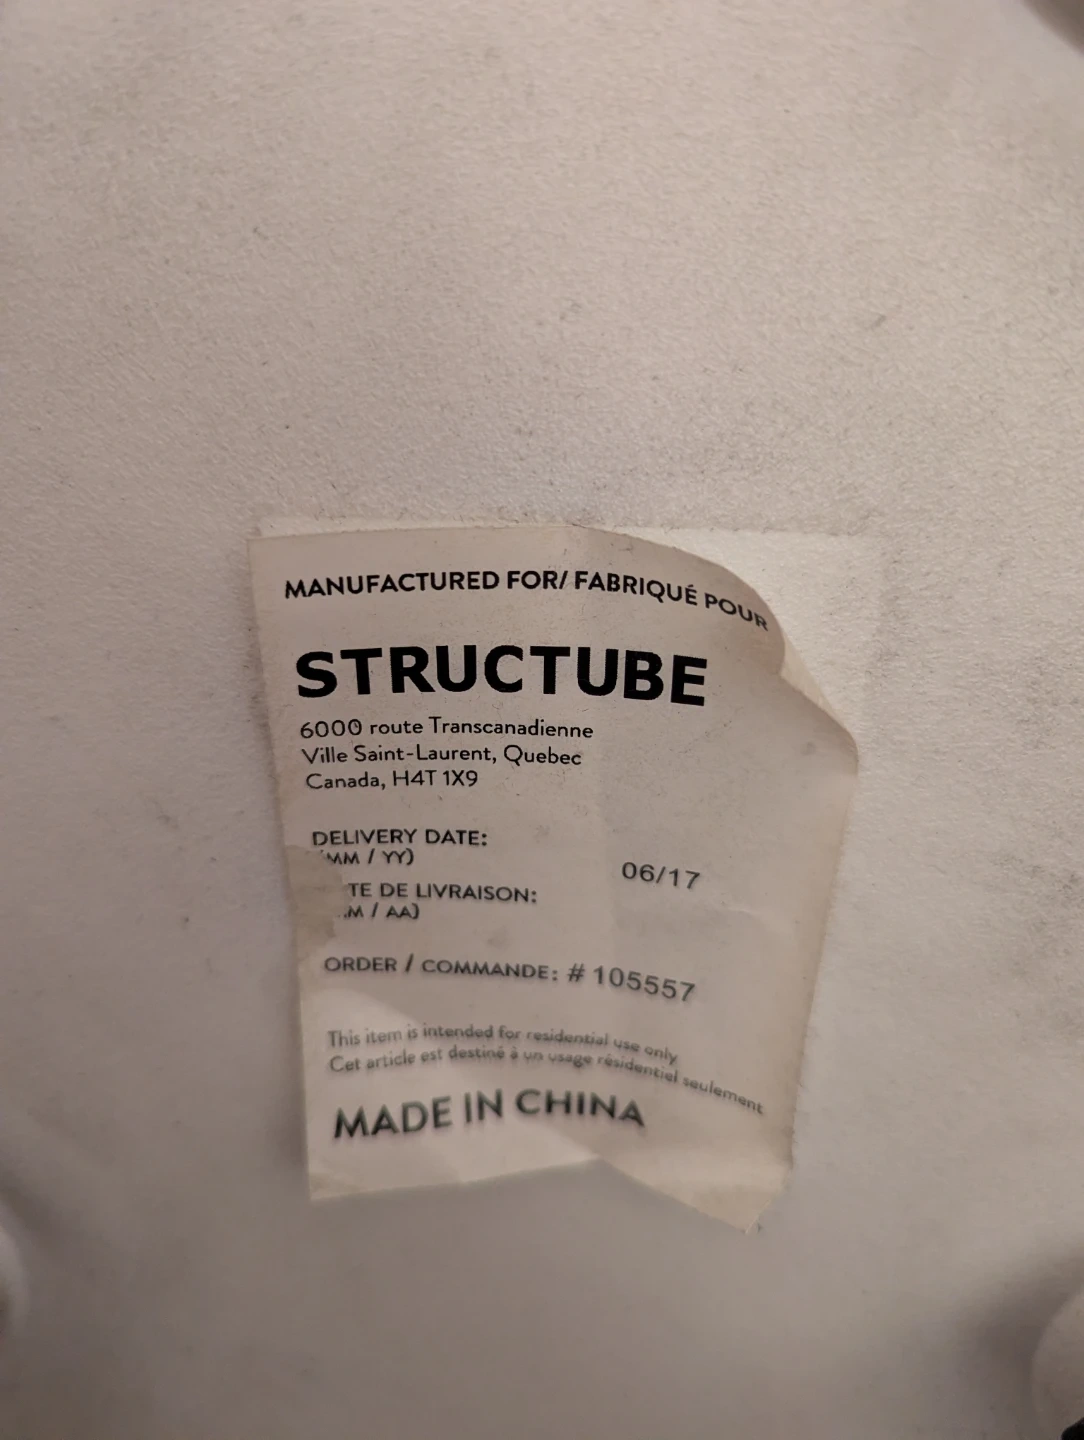 MANUFACTURED FOR/ FABRIQUÉ POUR
STRUCTUBE
6000 route Transcanadienne
Ville Saint-Laurent, Quebec
Canada, H4T 1X9
DELIVERY DATE:
MM / YY)
06/17
TE DE LIVRAISON:
M / AA)
ORDER / COMMANDE: # 105557
This item is intended for residential use only
Cet article est destiné à un usage résidentiel seulement
MADE IN CHINA